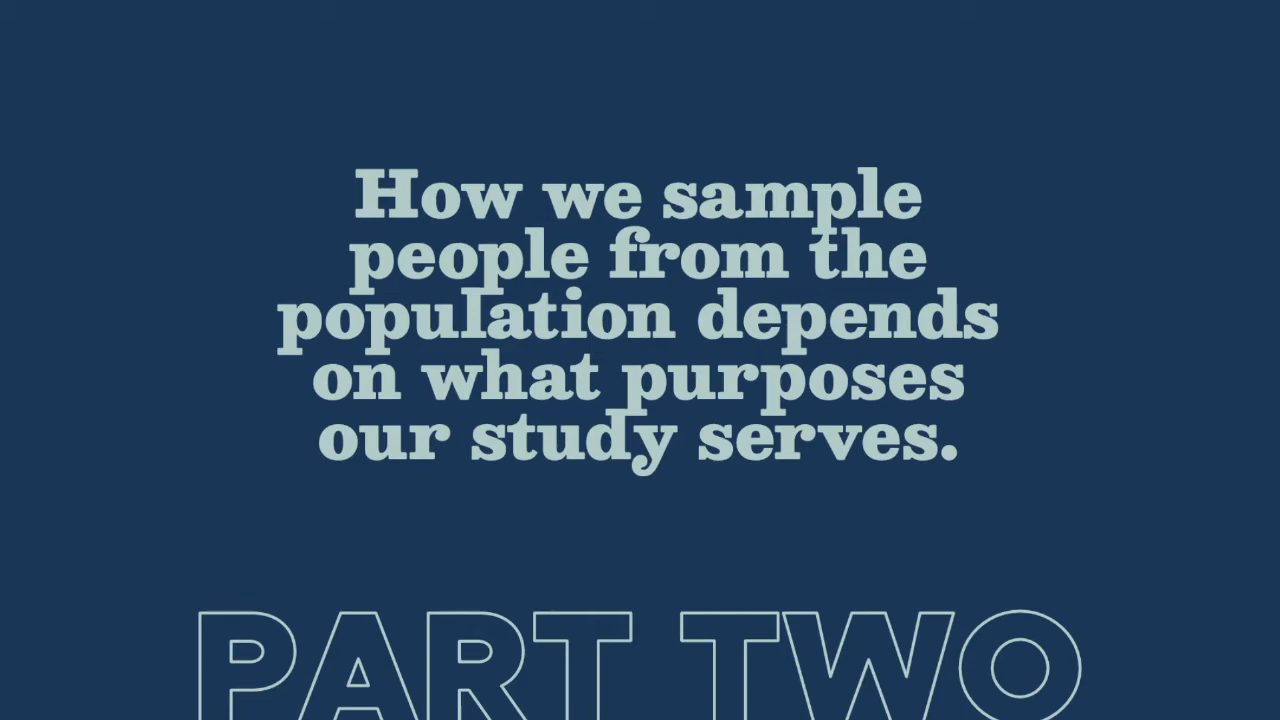 How we sample
people from the
population depends
on what purposes
our study serves.
PART TWO